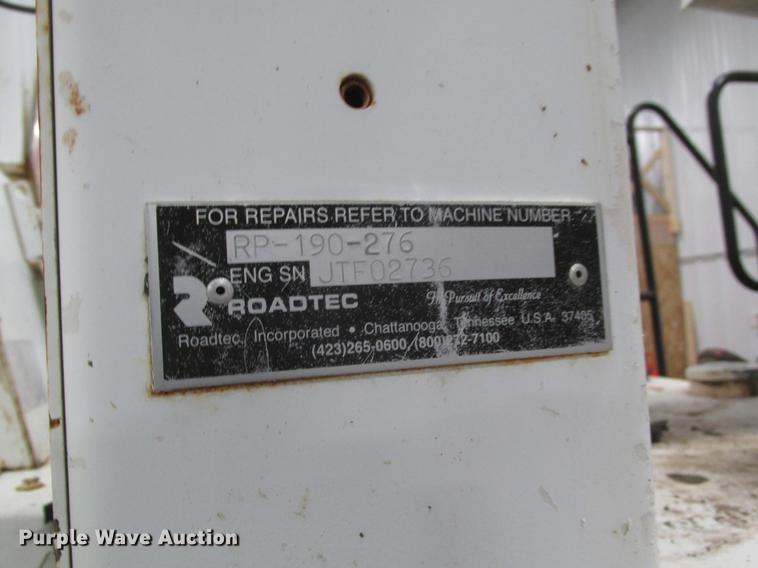 FOR REPAIRS REFER TO MACHINE NUMBER
RP-190-276
ENG SN JTF02736
ROADTEC In Pursuit of Excellence
Roadtec, Incorporated • Chattanooga, Tennessee U.S.A. 37405
(423)265-0600, (800)272-7100
Purple Wave Auction